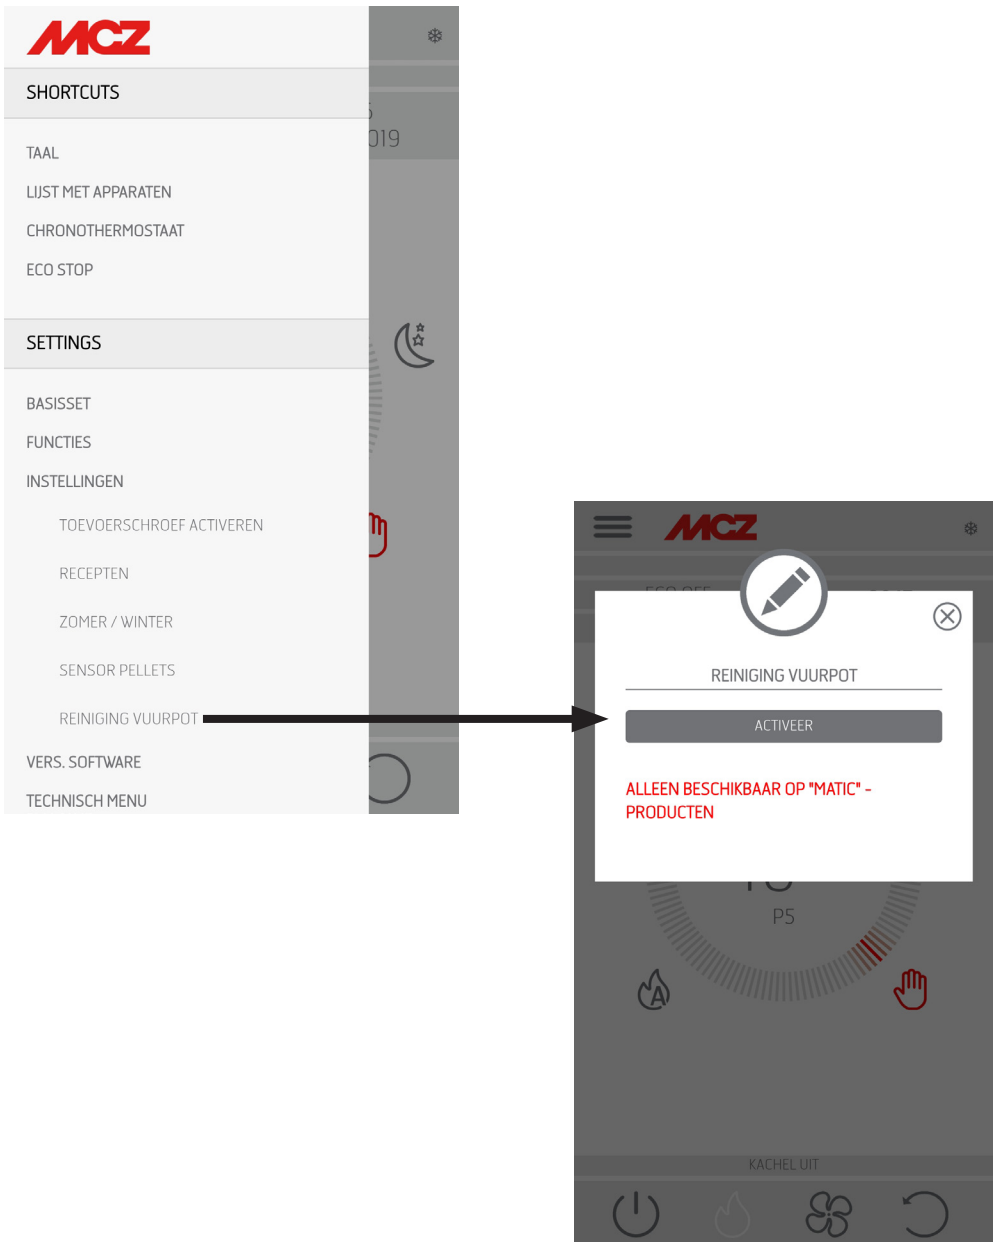 MCZ
SHORTCUTS
019
TAAL
LIJST MET APPARATEN
CHRONOTHERMOSTAAT
ECO STOP
SETTINGS
BASISSET
FUNCTIES
INSTELLINGEN
TOEVOERSCHROEF ACTIVEREN
RECEPTEN
ZOMER / WINTER
SENSOR PELLETS
REINIGING VUURPOT
VERS. SOFTWARE
TECHNISCH MENU
MCZ
REINIGING VUURPOT
ACTIVEER
ALLEEN BESCHIKBAAR OP "MATIC" -
PRODUCTEN
P5
A
KACHEL UIT